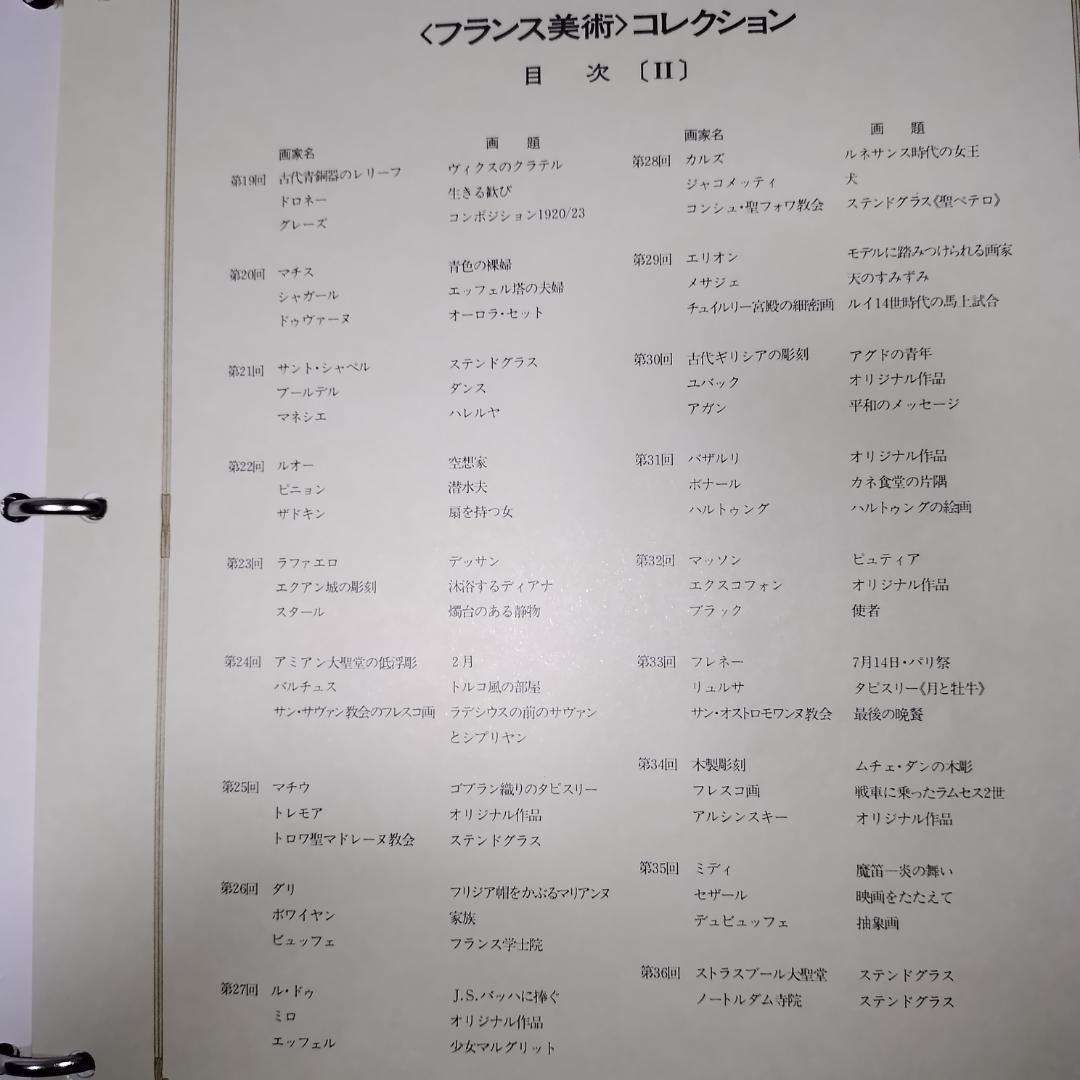 〈フランス美術〉コレクション
目 次 〔II〕
画家名 画 題
第19回 古代青銅器のレリーフ ヴィクスのクラテル
ドロネー 生きる歓び
グレーズ コンポジション1920/23
第20回 マチス 青色の裸婦
シャガール エッフェル塔の夫婦
ドゥヴァーヌ オーロラ・セット
第21回 サント・シャペル ステンドグラス
ブールデル ダンス
マネシエ ハレルヤ
第22回 ルオー 空想家
ピニョン 潜水夫
ザドキン 扇を持つ女
第23回 ラファエロ デッサン
エクアン城の彫刻 沐浴するディアナ
スタール 燭台のある静物
第24回 アミアン大聖堂の低浮彫 2月
バルチュス トルコ風の部屋
サン・サヴァン教会のフレスコ画 ラデシウスの前のサヴァン
とシプリヤン
第25回 マチウ ゴブラン織りのタピスリー
トレモア オリジナル作品
トロワ聖マドレーヌ教会 ステンドグラス
第26回 ダリ フリジア帽をかぶるマリアンヌ
ボワイヤン 家族
ビュッフェ フランス学士院
第27回 ル・ドゥ J.S.バッハに捧ぐ
ミロ オリジナル作品
エッフェル 少女マルグリット
画家名 画 題
第28回 カルズ ルネサンス時代の女王
ジャコメッティ 犬
コンシュ・聖フォワ教会 ステンドグラス《聖ペテロ》
第29回 エリオン モデルに踏みつけられる画家
メサジェ 天のすみずみ
チュイルリー宮殿の細密画 ルイ14世時代の馬上試合
第30回 古代ギリシアの彫刻 アグドの青年
ユバック オリジナル作品
アガン 平和のメッセージ
第31回 バザルリ オリジナル作品
ボナール カネ食堂の片隅
ハルトゥング ハルトゥングの絵画
第32回 マッソン ピュティア
エクスコフォン オリジナル作品
ブラック 使者
第33回 フレネー 7月14日・パリ祭
リュルサ タピスリー《月と牡牛》
サン・オストロモワンヌ教会 最後の晩餐
第34回 木製彫刻 ムチェ・ダンの木彫
フレスコ画 戦車に乗ったラムセス2世
アルシンスキー オリジナル作品
第35回 ミディ 魔笛―炎の舞い
セザール 映画をたたえて
デュビュッフェ 抽象画
第36回 ストラスブール大聖堂 ステンドグラス
ノートルダム寺院 ステンドグラス